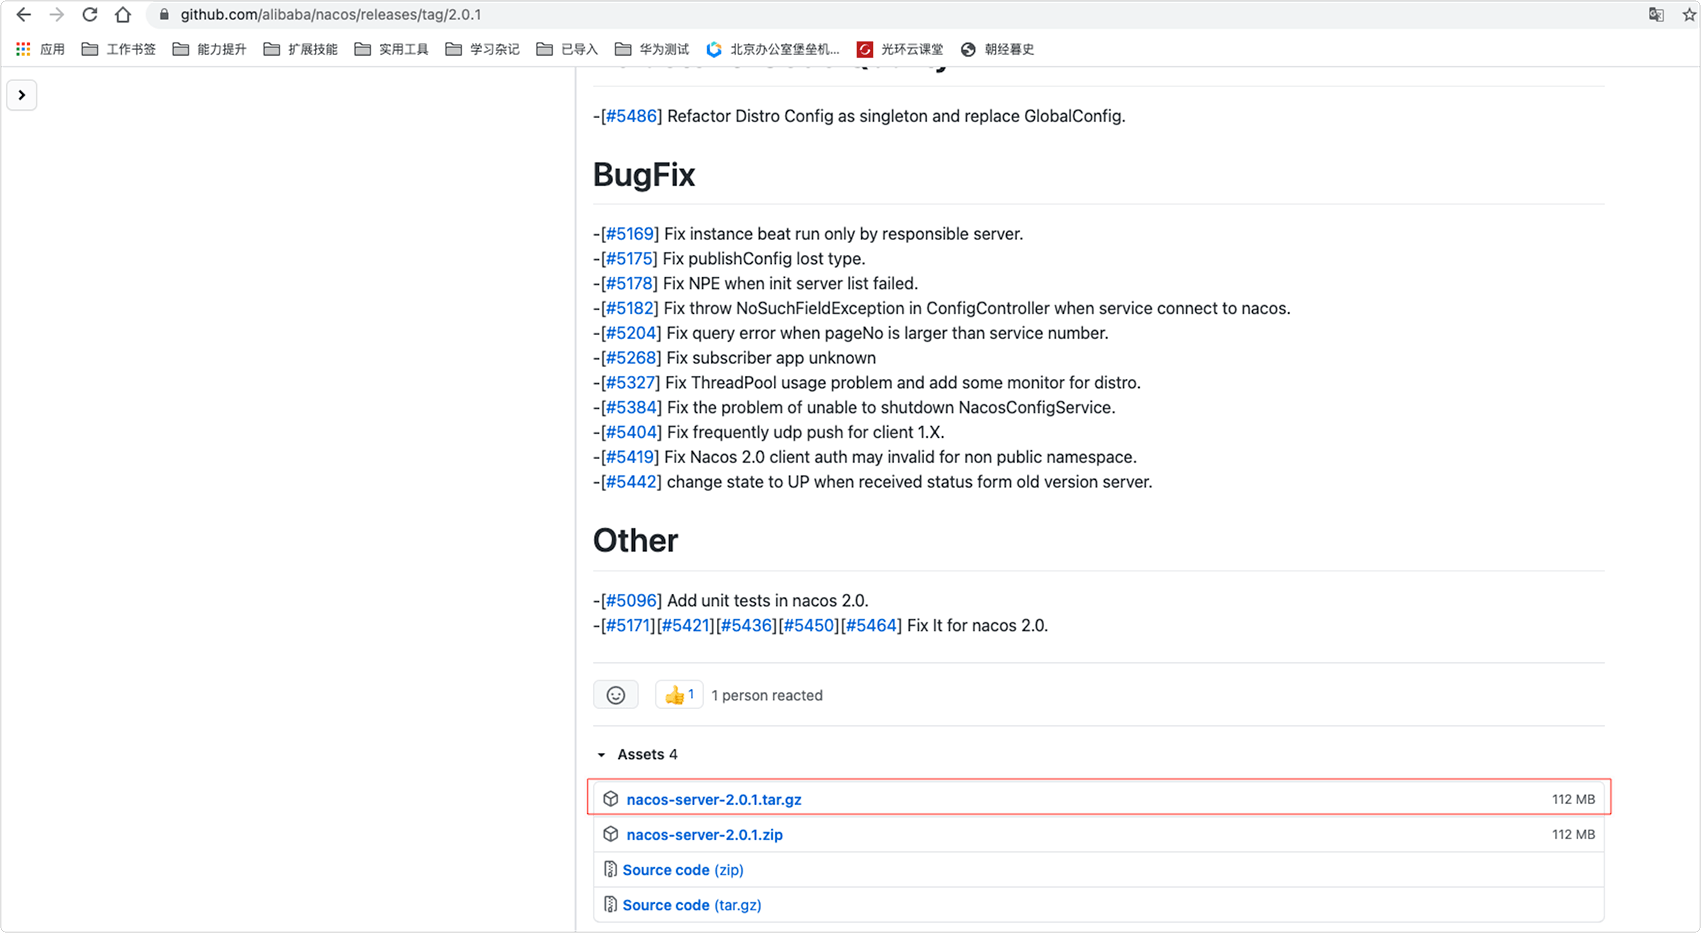 github.com/alibaba/nacos/releases/tag/2.0.1
应用 工作书签 能力提升 扩展技能 实用工具 学习杂记 已导入 华为测试 北京办公室堡垒机... 光环云课堂 朝经暮史
-[#5486] Refactor Distro Config as singleton and replace GlobalConfig.
BugFix
-[#5169] Fix instance beat run only by responsible server.
-[#5175] Fix publishConfig lost type.
-[#5178] Fix NPE when init server list failed.
-[#5182] Fix throw NoSuchFieldException in ConfigController when service connect to nacos.
-[#5204] Fix query error when pageNo is larger than service number.
-[#5268] Fix subscriber app unknown
-[#5327] Fix ThreadPool usage problem and add some monitor for distro.
-[#5384] Fix the problem of unable to shutdown NacosConfigService.
-[#5404] Fix frequently udp push for client 1.X.
-[#5419] Fix Nacos 2.0 client auth may invalid for non public namespace.
-[#5442] change state to UP when received status form old version server.
Other
-[#5096] Add unit tests in nacos 2.0.
-[#5171][#5421][#5436][#5450][#5464] Fix It for nacos 2.0.
👍 1 1 person reacted
Assets 4
nacos-server-2.0.1.tar.gz 112 MB
nacos-server-2.0.1.zip 112 MB
Source code (zip)
Source code (tar.gz)